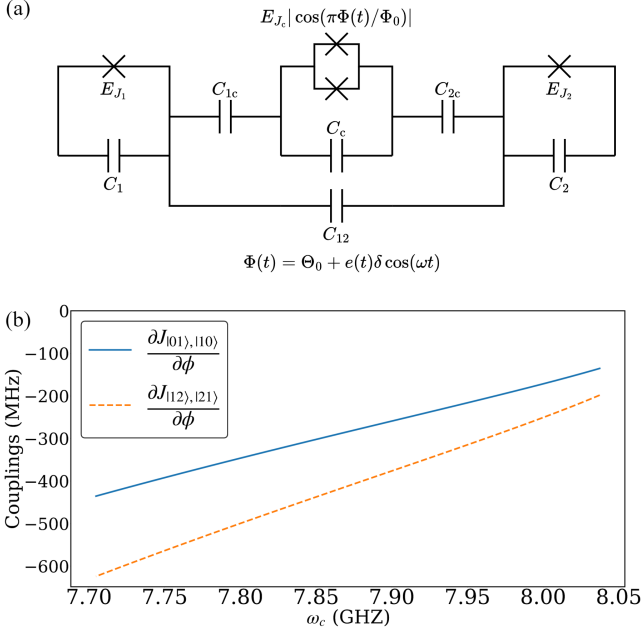 (a)
E_{J_c}|cos(πΦ(t)/Φ_0)|
E_{J_1}
C_{1c}
C_c
C_{2c}
E_{J_2}
C_1
C_2
C_{12}
Φ(t) = Θ_0 + e(t)δ cos(ωt)
(b)
∂J_{|01⟩,|10⟩}
∂ϕ
∂J_{|12⟩,|21⟩}
∂ϕ
Couplings (MHz)
0
−100
−200
−300
−400
−500
−600
7.70 7.75 7.80 7.85 7.90 7.95 8.00 8.05
ω_c (GHz)